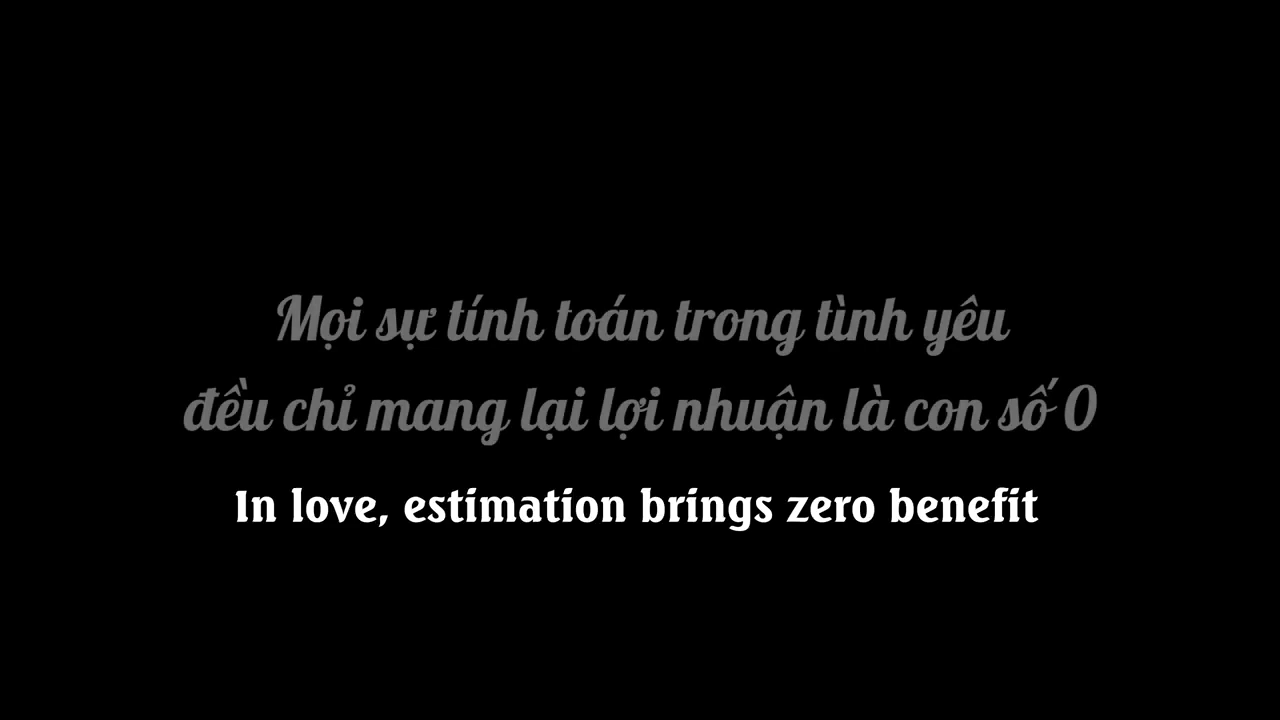 Mọi sự tính toán trong tình yêu
đều chỉ mang lại lợi nhuận là con số 0
In love, estimation brings zero benefit